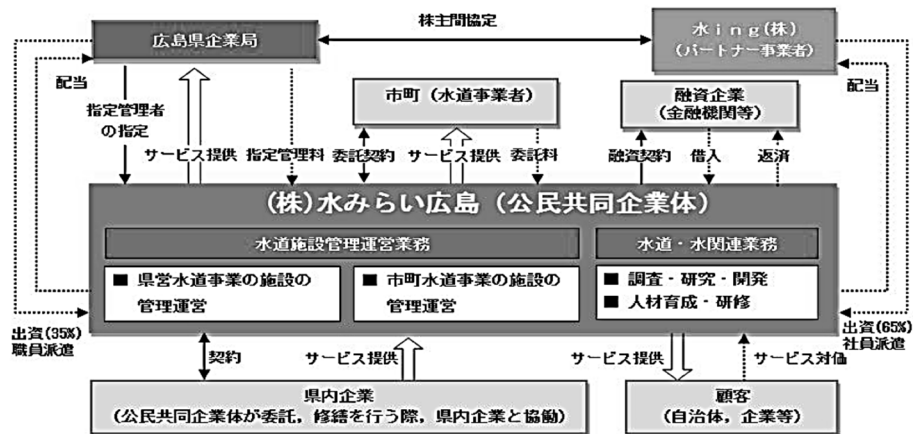 株主間協定
広島県企業局
水ing(株)
(パートナー事業者)
配当
配当
市町（水道事業者）
融資企業
(金融機関等)
指定管理者
の指定
サービス提供
指定管理料
委託契約
サービス提供
委託料
融資契約
借入
返済
(株)水みらい広島（公民共同企業体）
水道施設管理運営業務
水道・水関連業務
■ 県営水道事業の施設の
管理運営
■ 市町水道事業の施設の
管理運営
■ 調査・研究・開発
■ 人材育成・研修
出資(35%)
職員派遣
出資(65%)
社員派遣
契約
サービス提供
サービス提供
サービス対価
県内企業
(公民共同企業体が委託，修繕を行う際，県内企業と協働)
顧客
(自治体，企業等)